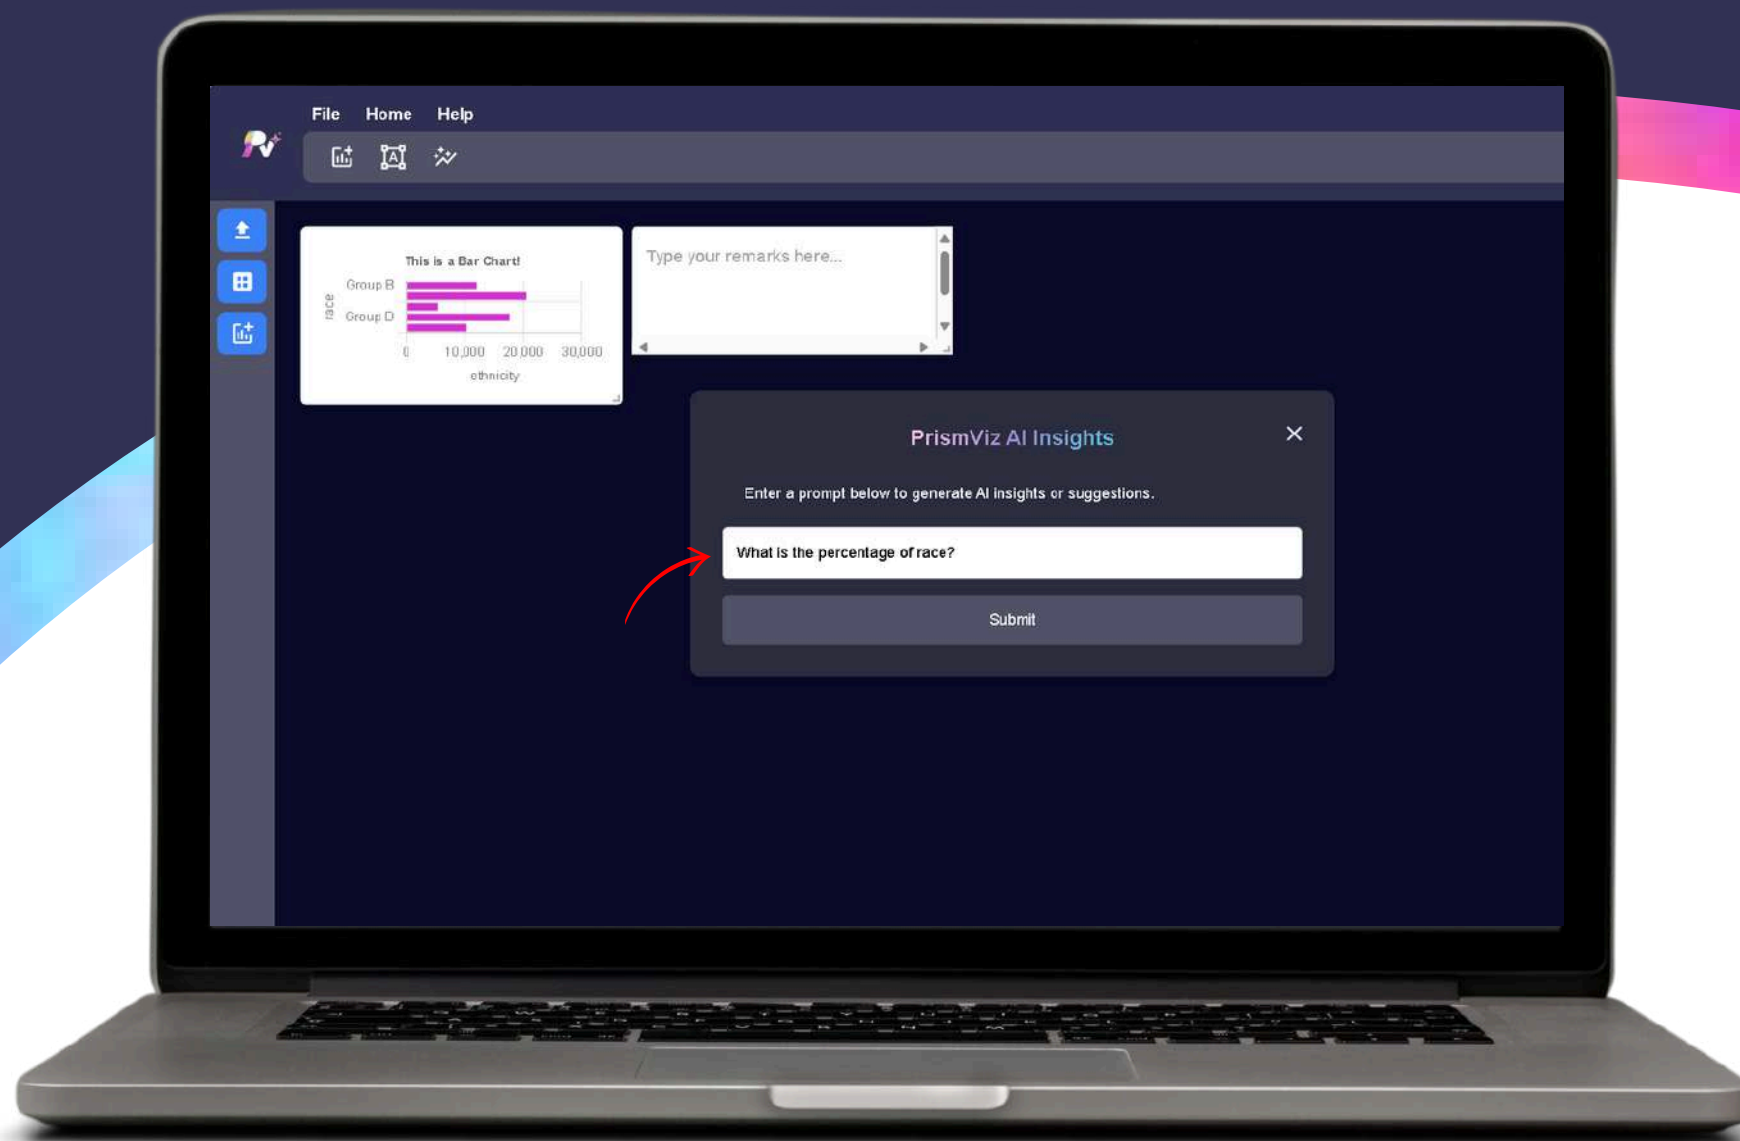 File Home Help
This is a Bar Chart!
race
Group B
Group D
0 10,000 20,000 30,000
ethnicity
Type your remarks here...
PrismViz AI Insights
Enter a prompt below to generate AI insights or suggestions.
What is the percentage of race?
Submit